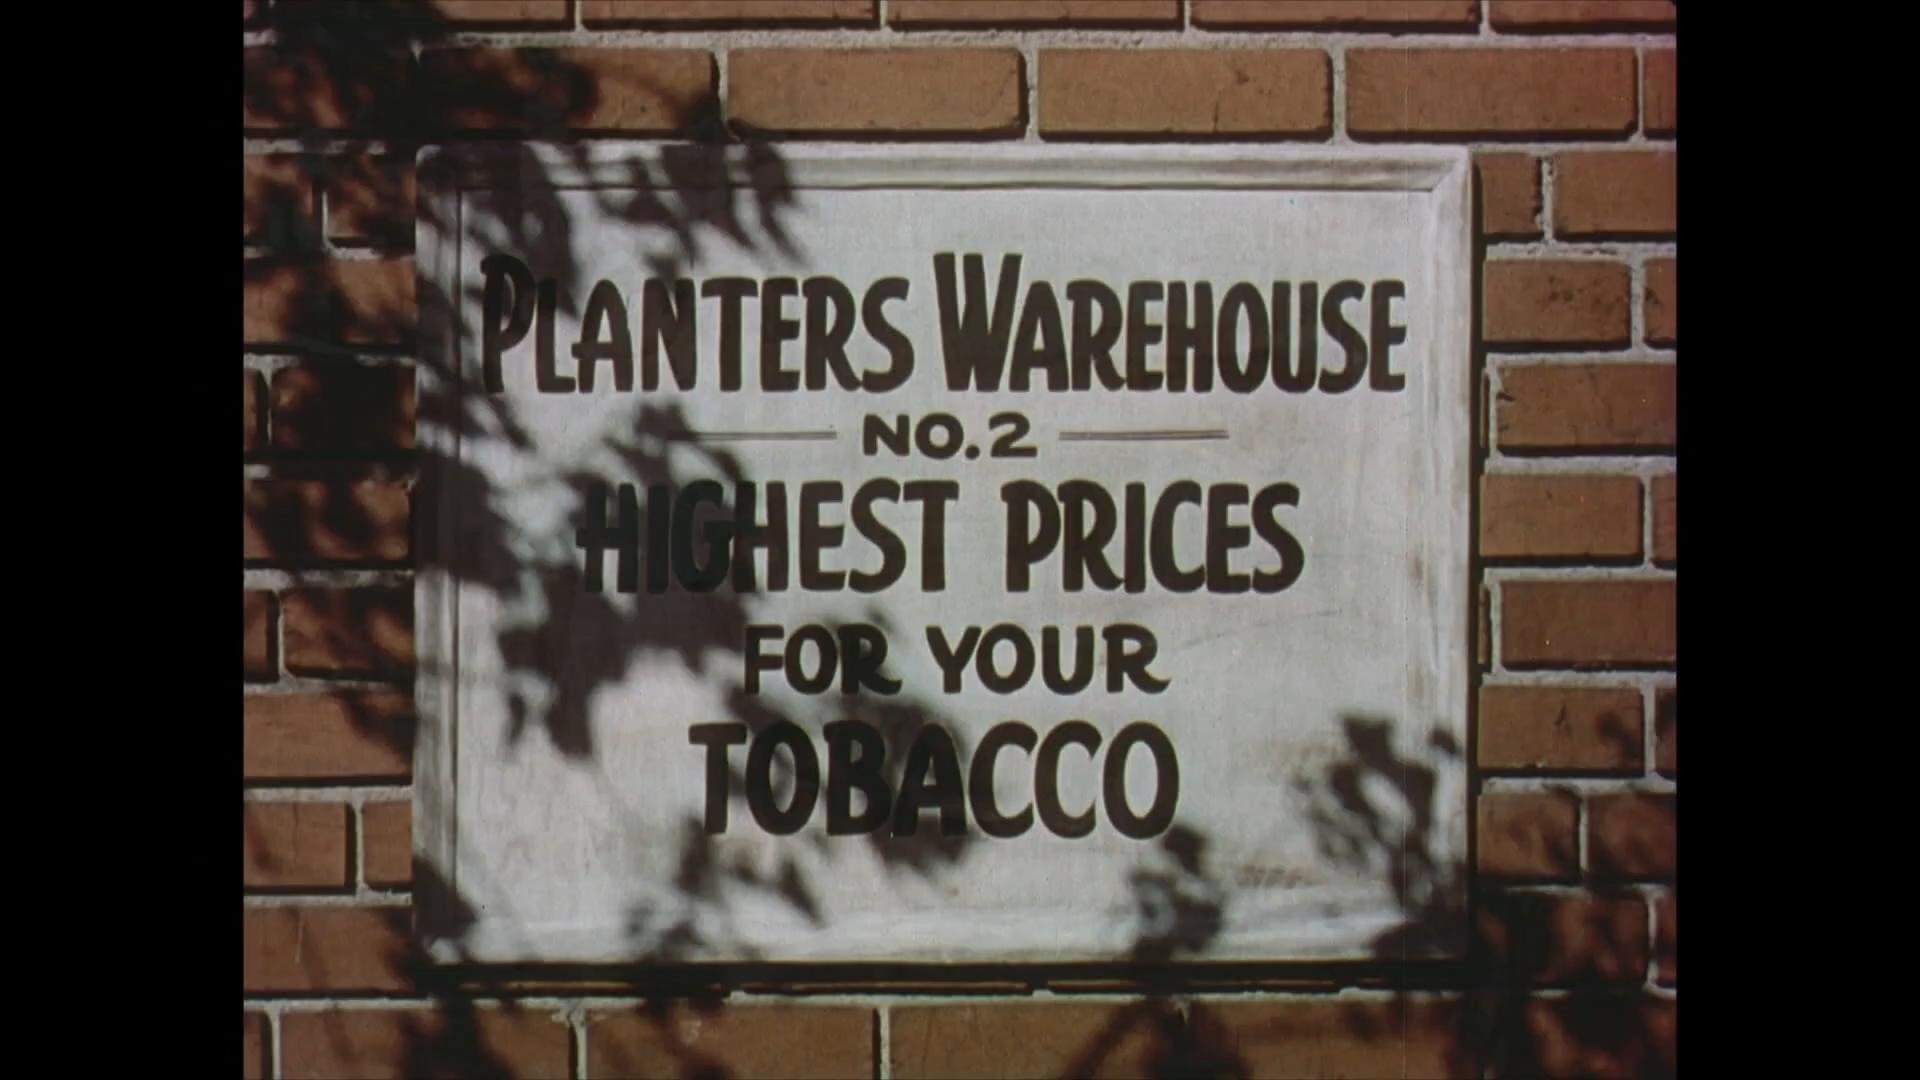 PLANTERS WAREHOUSE
NO. 2
HIGHEST PRICES
FOR YOUR
TOBACCO